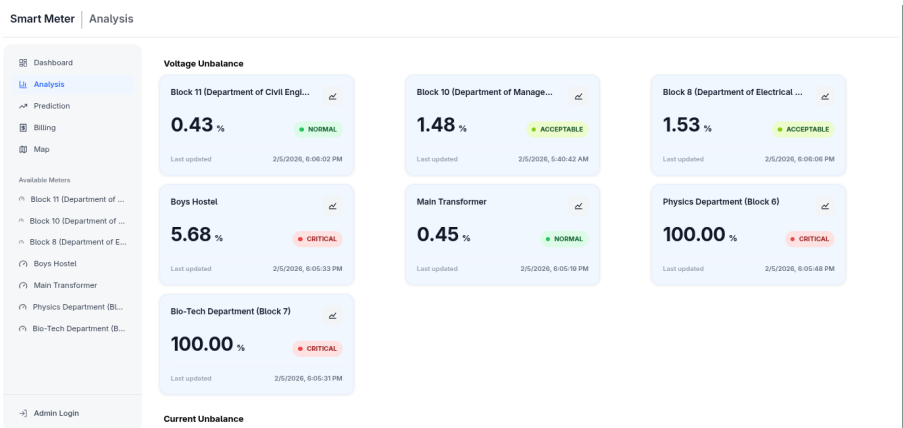 Smart Meter | Analysis
Dashboard
Analysis
Prediction
Billing
Map
Available Meters
Block 11 (Department of ...
Block 10 (Department of ...
Block 8 (Department of E...
Boys Hostel
Main Transformer
Physics Department (Bl...
Bio-Tech Department (B...
Admin Login
Voltage Unbalance
Block 11 (Department of Civil Engi...
0.43 %
NORMAL
Last updated 2/5/2026, 6:06:02 PM
Block 10 (Department of Manage...
1.48 %
ACCEPTABLE
Last updated 2/5/2026, 5:40:42 AM
Block 8 (Department of Electrical ...
1.53 %
ACCEPTABLE
Last updated 2/5/2026, 6:06:06 PM
Boys Hostel
5.68 %
CRITICAL
Last updated 2/5/2026, 6:05:33 PM
Main Transformer
0.45 %
NORMAL
Last updated 2/5/2026, 6:05:19 PM
Physics Department (Block 6)
100.00 %
CRITICAL
Last updated 2/5/2026, 6:05:48 PM
Bio-Tech Department (Block 7)
100.00 %
CRITICAL
Last updated 2/5/2026, 6:05:31 PM
Current Unbalance